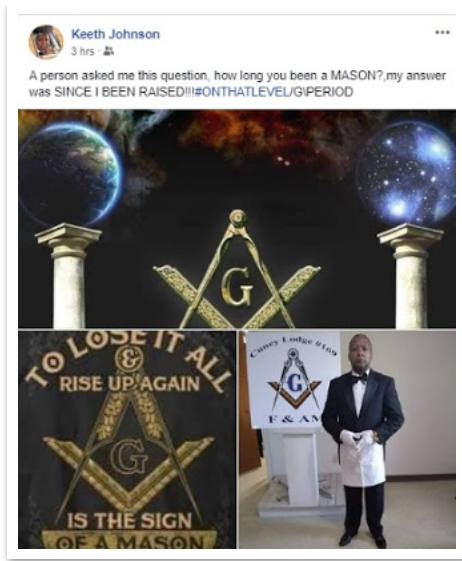 Keeth Johnson
3 hrs ·
A person asked me this question, how long you been a MASON?,my answer
was SINCE I BEEN RAISED!!!#ONTHATLEVEL/G\PERIOD
G
TO LOSE IT ALL
&
RISE UP AGAIN
G
IS THE SIGN
OF A MASON
Cuney Lodge #169
G
F & AM